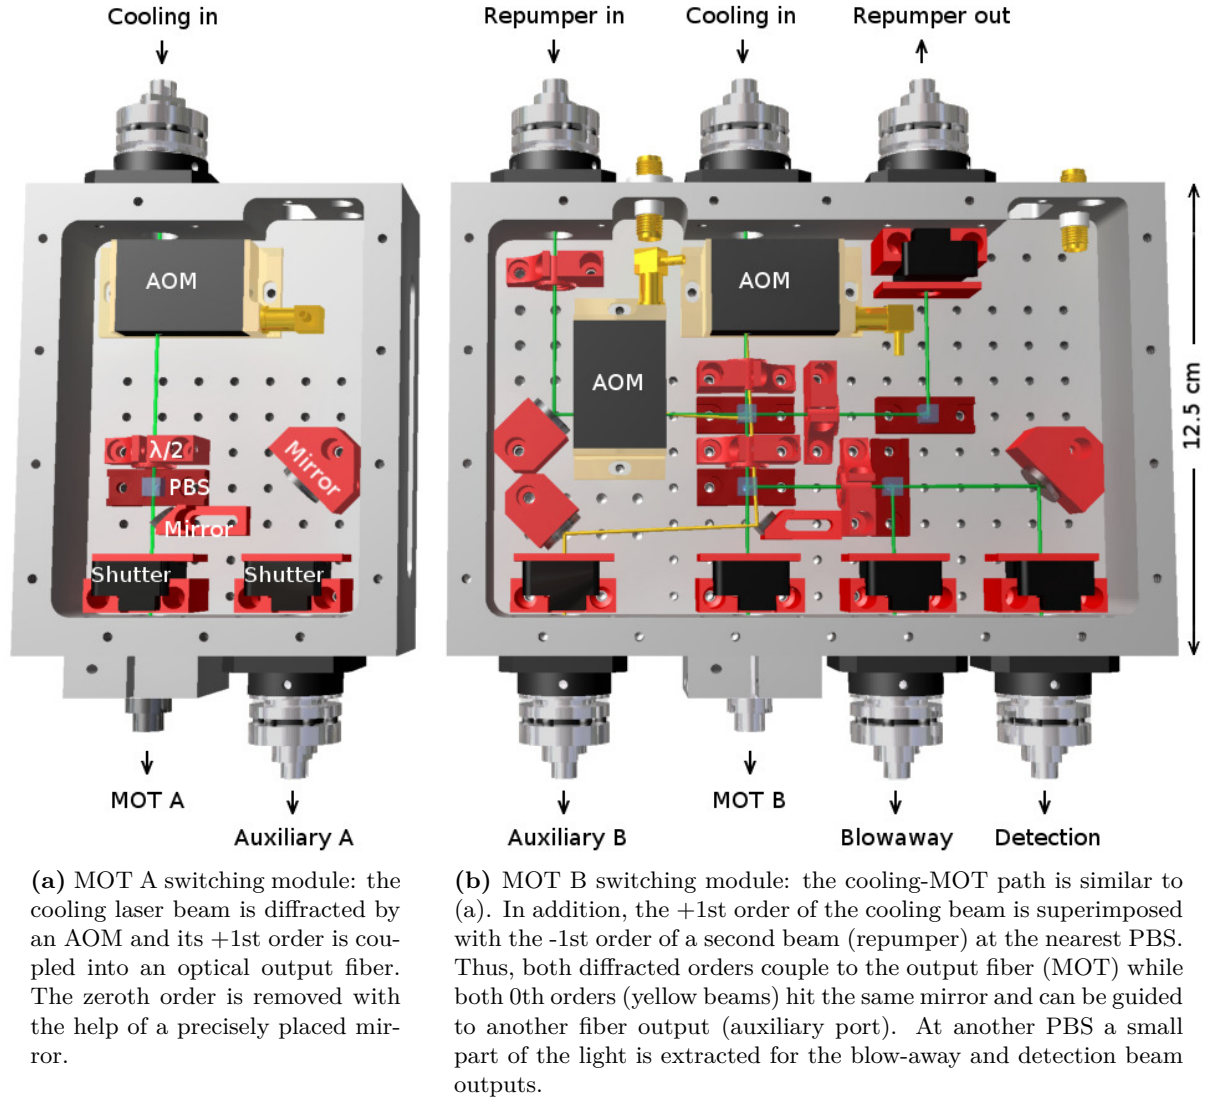 Cooling in
Repumper in
Cooling in
Repumper out
AOM
AOM
AOM
λ/2
PBS
Mirror
Mirror
Shutter
Shutter
12.5 cm
MOT A
Auxiliary A
Auxiliary B
MOT B
Blowaway
Detection
(a) MOT A switching module: the
cooling laser beam is diffracted by
an AOM and its +1st order is cou-
pled into an optical output fiber.
The zeroth order is removed with
the help of a precisely placed mir-
ror.
(b) MOT B switching module: the cooling-MOT path is similar to
(a). In addition, the +1st order of the cooling beam is superimposed
with the -1st order of a second beam (repumper) at the nearest PBS.
Thus, both diffracted orders couple to the output fiber (MOT) while
both 0th orders (yellow beams) hit the same mirror and can be guided
to another fiber output (auxiliary port). At another PBS a small
part of the light is extracted for the blow-away and detection beam
outputs.